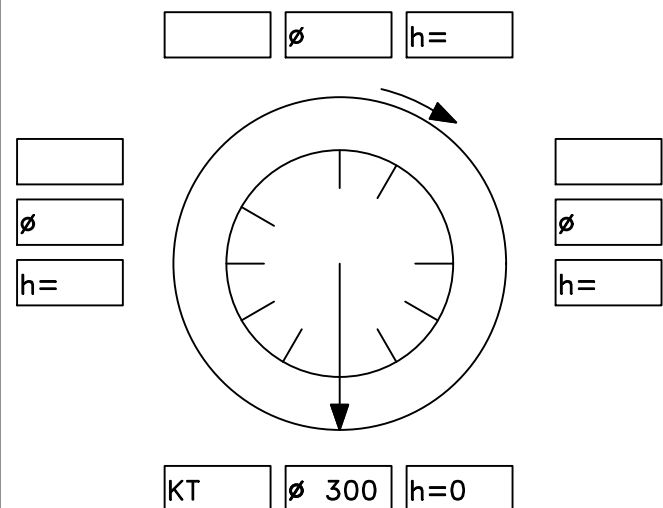 ø h=
ø ø
h= h=
KT ø 300 h=0